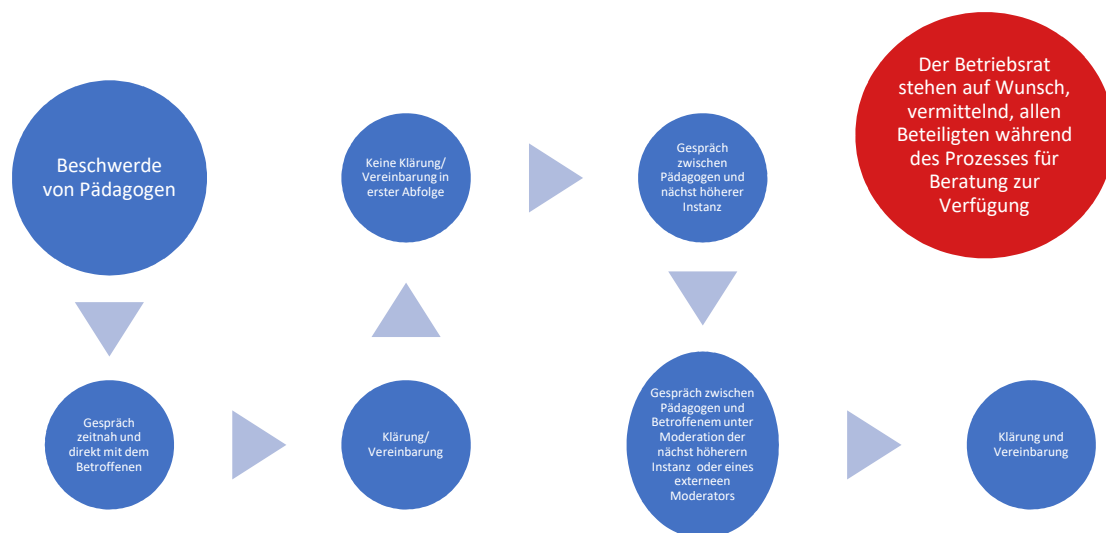 Beschwerde
von Pädagogen
Gespräch
zeitnah und
direkt mit dem
Betroffenen
Klärung/
Vereinbarung
Keine Klärung/
Vereinbarung in
erster Abfolge
Gespräch
zwischen
Pädagogen und
nächst höherer
Instanz
Gespräch zwischen
Pädagogen und
Betroffenem unter
Moderation der
nächst höherern
Instanz oder eines
externeen
Moderators
Klärung und
Vereinbarung
Der Betriebsrat
stehen auf Wunsch,
vermittelnd, allen
Beteiligten während
des Prozesses für
Beratung zur
Verfügung